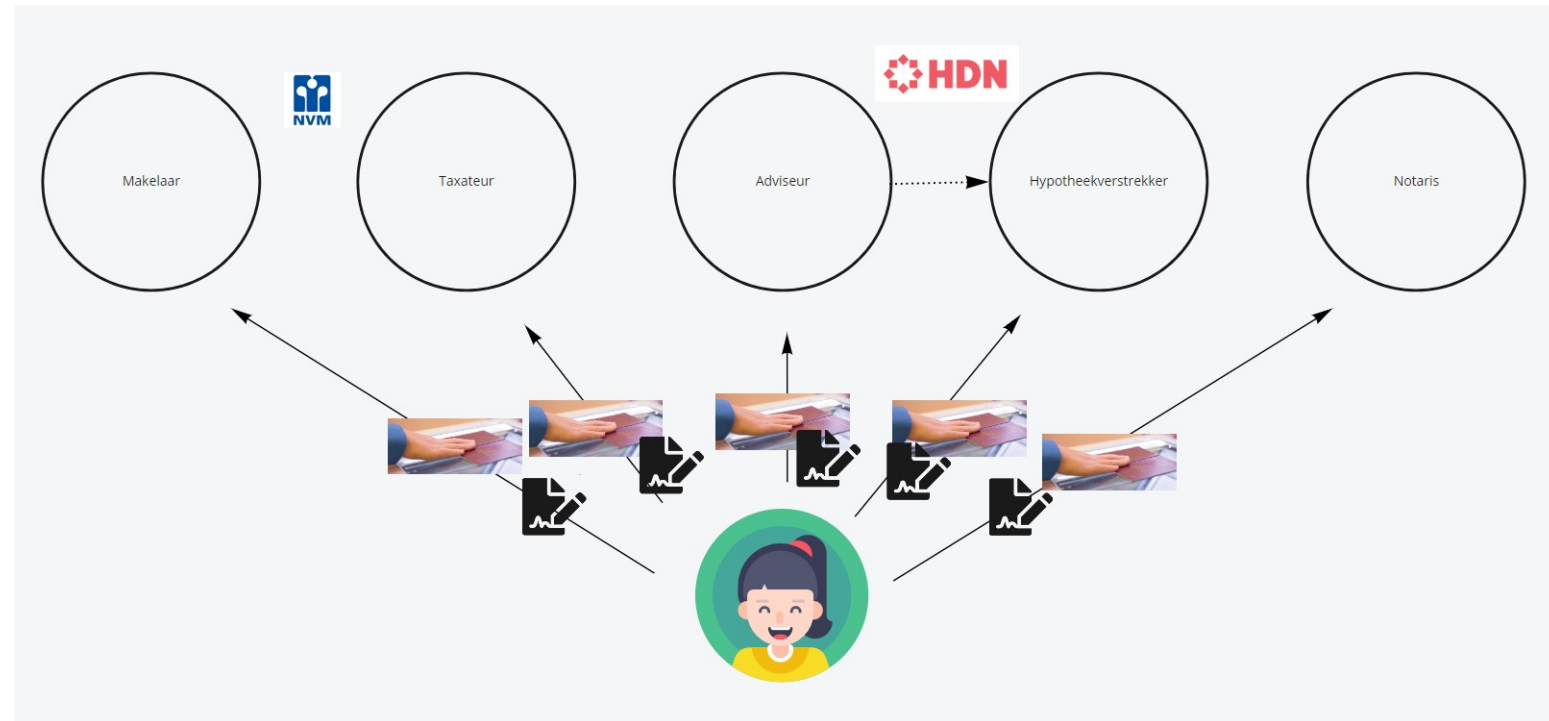 NVM
HDN
Makelaar
Taxateur
Adviseur
Hypotheekverstrekker
Notaris